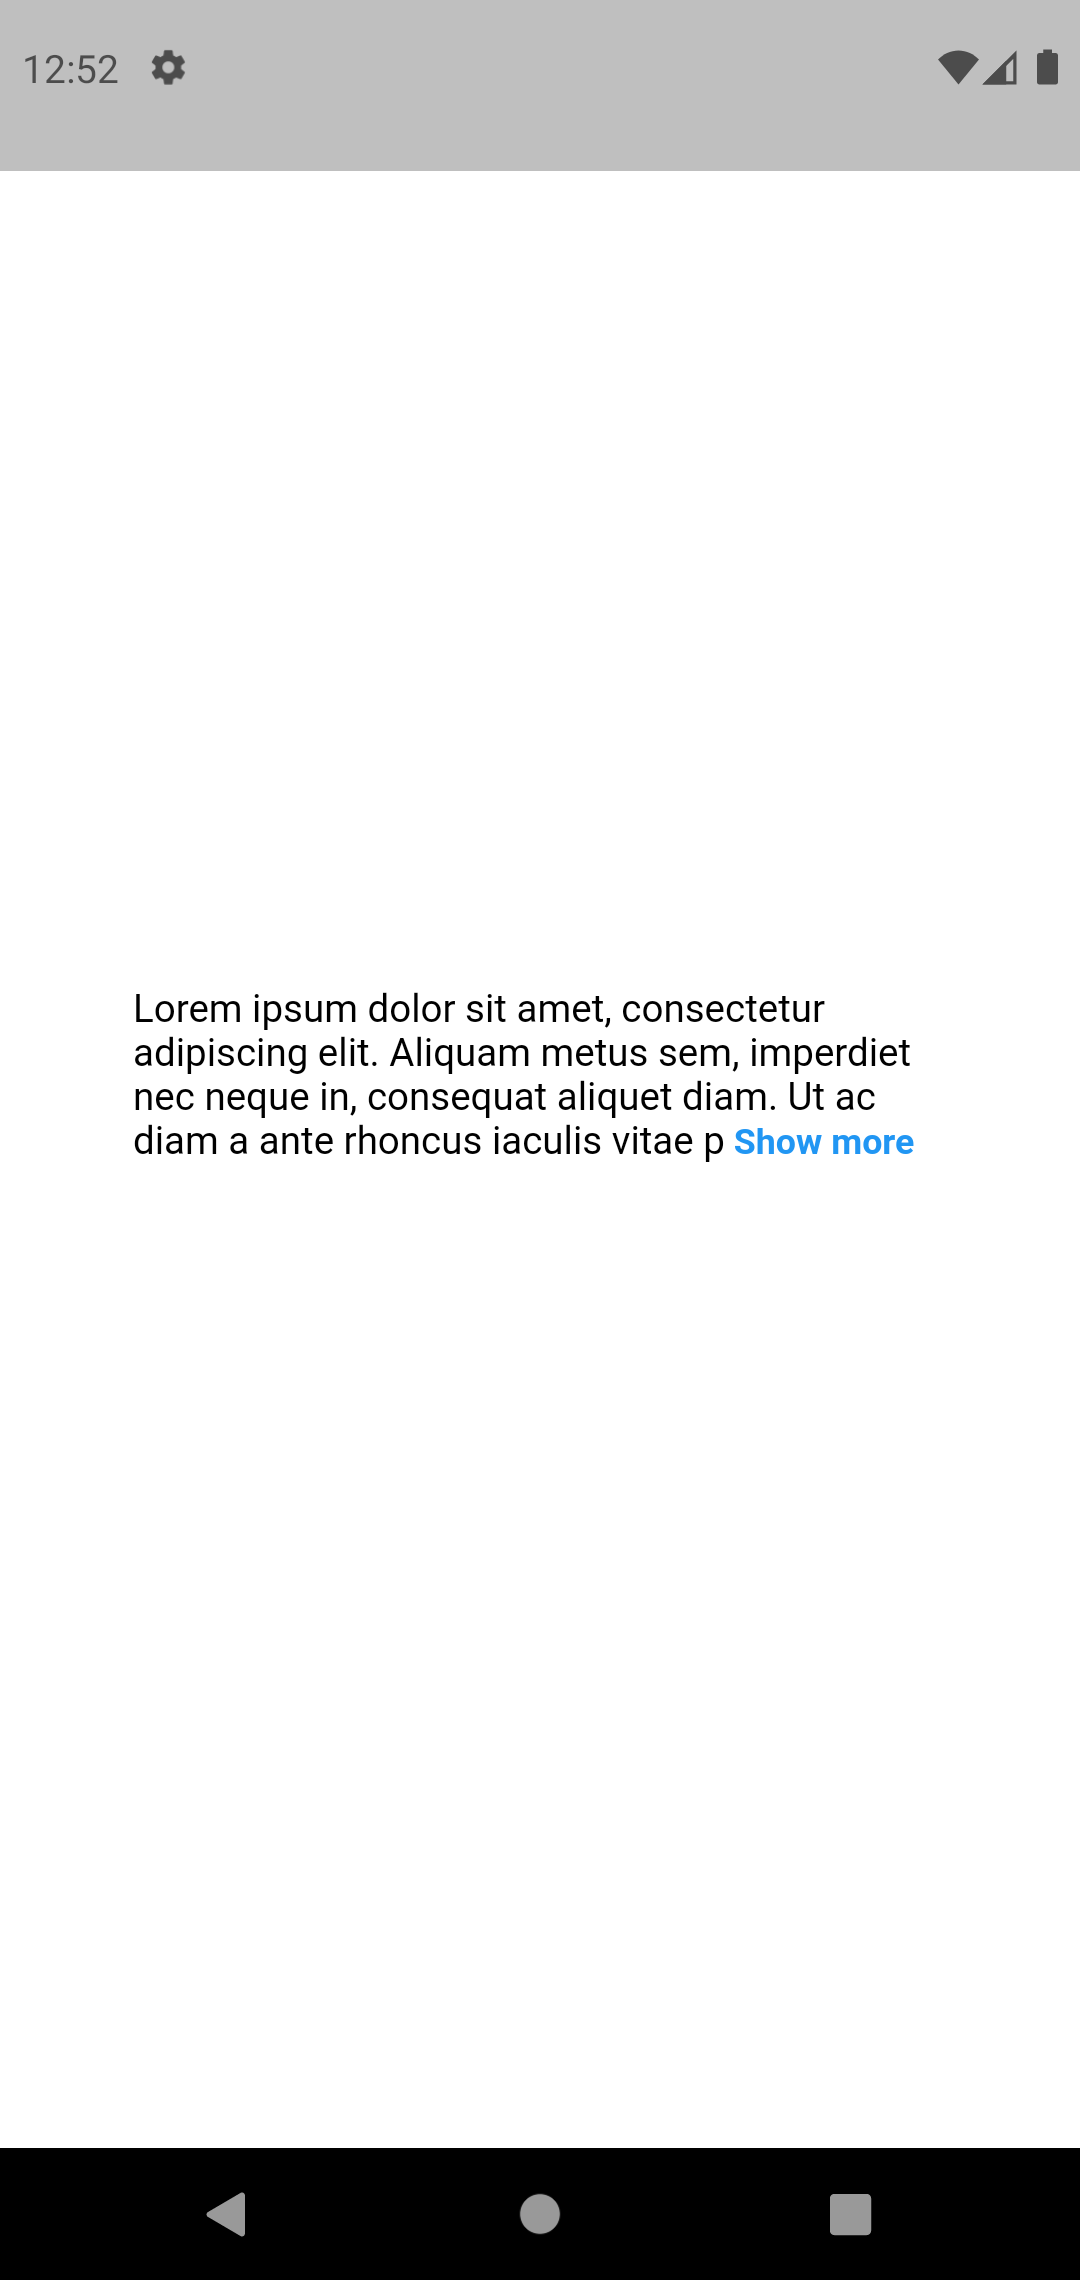 12:52
Lorem ipsum dolor sit amet, consectetur
adipiscing elit. Aliquam metus sem, imperdiet
nec neque in, consequat aliquet diam. Ut ac
diam a ante rhoncus iaculis vitae p Show more